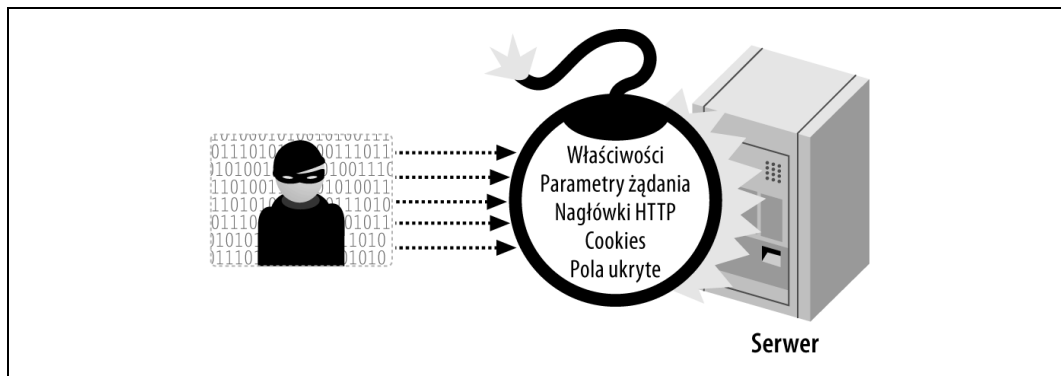 Właściwości
Parametry żądania
Nagłówki HTTP
Cookies
Pola ukryte
Serwer